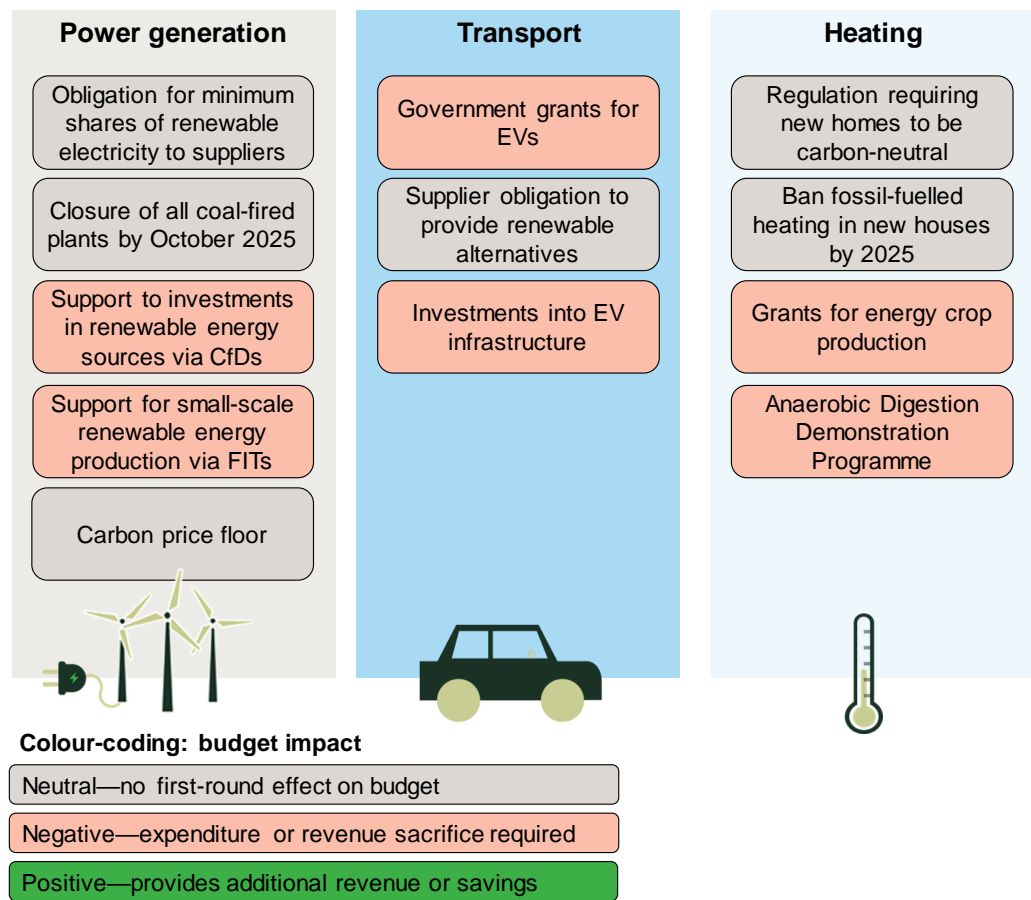 Power generation
Obligation for minimum
shares of renewable
electricity to suppliers
Closure of all coal-fired
plants by October 2025
Support to investments
in renewable energy
sources via CfDs
Support for small-scale
renewable energy
production via FITs
Carbon price floor
Transport
Government grants for
EVs
Supplier obligation to
provide renewable
alternatives
Investments into EV
infrastructure
Heating
Regulation requiring
new homes to be
carbon-neutral
Ban fossil-fuelled
heating in new houses
by 2025
Grants for energy crop
production
Anaerobic Digestion
Demonstration
Programme
Colour-coding: budget impact
Neutral—no first-round effect on budget
Negative—expenditure or revenue sacrifice required
Positive—provides additional revenue or savings